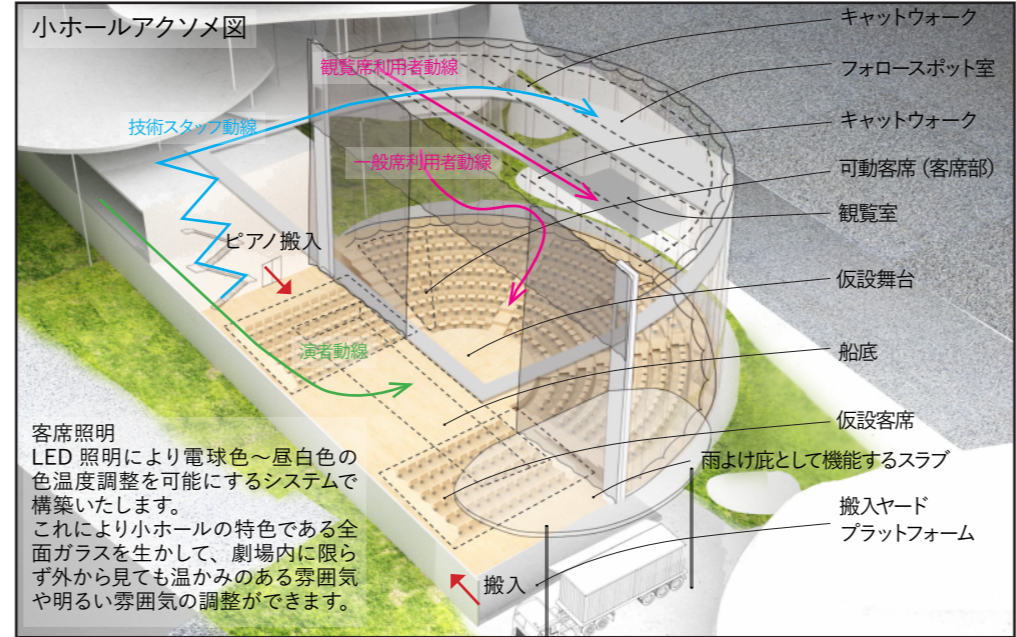 小ホールアクソメ図
キャットウォーク
フォロースポット室
キャットウォーク
可動客席 (客席部)
観覧室
仮設舞台
船底
仮設客席
雨よけ庇として機能するスラブ
搬入ヤード
プラットフォーム
観覧席利用者動線
技術スタッフ動線
一般席利用者動線
ピアノ搬入
演者動線
搬入
客席照明
LED 照明により電球色~昼白色の
色温度調整を可能にするシステムで
構築いたします。
これにより小ホールの特色である全
面ガラスを生かして、劇場内に限ら
ず外から見ても温かみのある雰囲気
や明るい雰囲気の調整ができます。